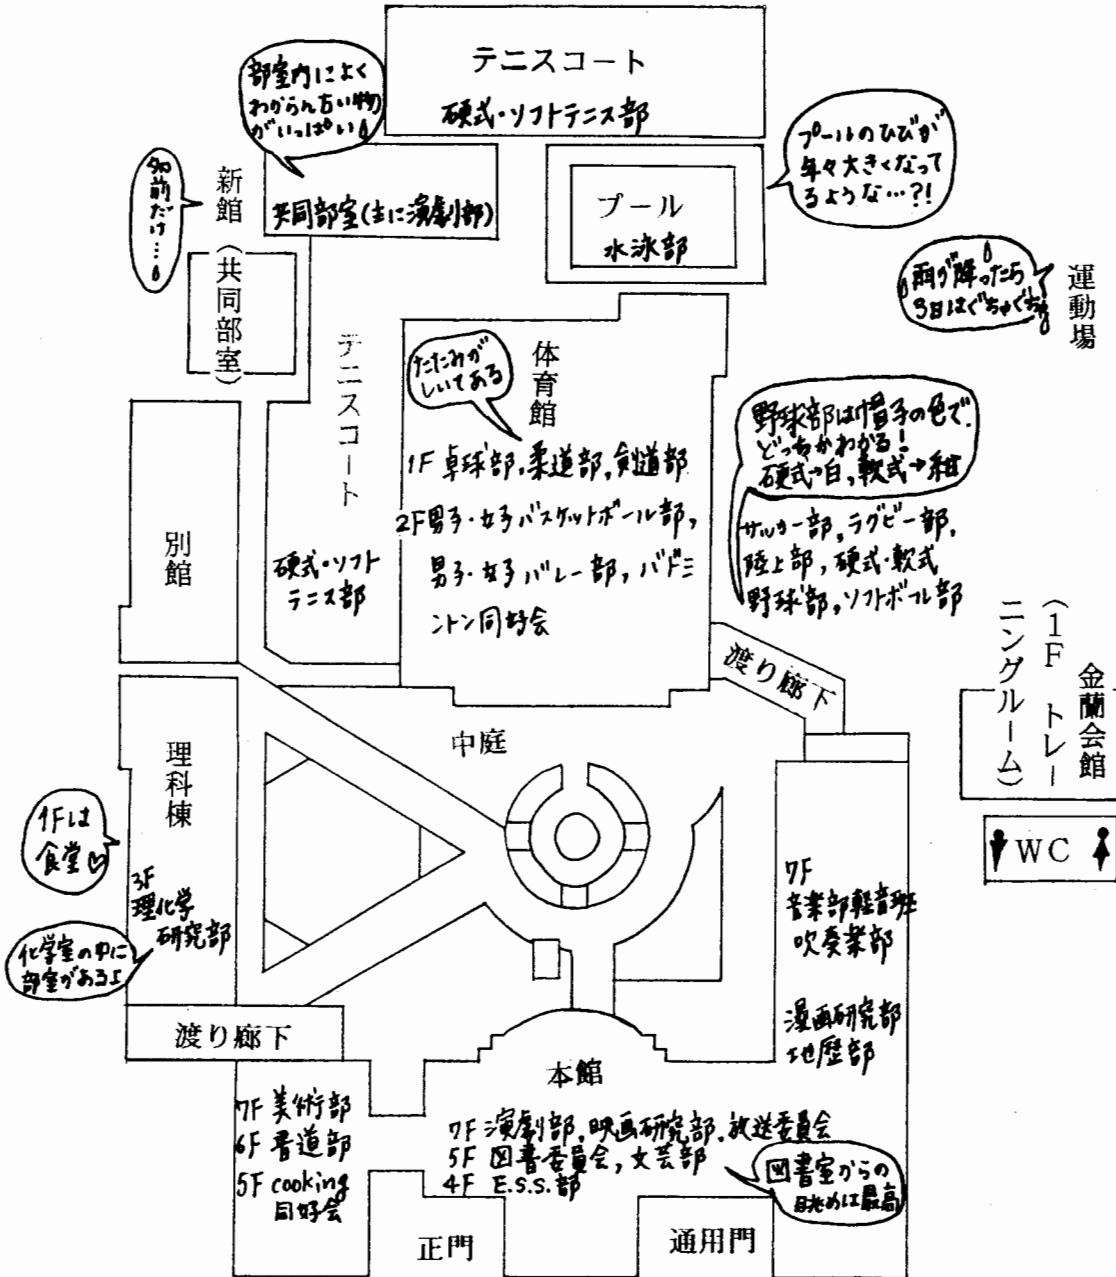 テニスコート
硬式・ソフトテニス部
部室内によく
わからん古い物
がいっぱい
共同部室(主に演劇部)
プール
水泳部
プールのひびが
年々大きくなって
るような…?!
名前だけ…
新館
(共同部室)
雨が降ったら
3日はぐちゃぐちゃ
運動場
テニスコート
硬式・ソフト
テニス部
体育館
たたみが
しいてある
1F 卓球部,柔道部,剣道部
2F 男子・女子バスケットボール部,
男子・女子バレー部,バドミ
ントン同好会
野球部は帽子の色で
どっちかわかる!
硬式→白,軟式→紺
サッカー部,ラグビー部,
陸上部,硬式・軟式
野球部,ソフトボール部
別館
渡り廊下
金蘭会館
(1F トレー
ニングルーム)
WC
中庭
理科棟
1Fは
食堂♡
3F
理化学
研究部
化学室の中に
部室があるよ
渡り廊下
7F
音楽部軽音班
吹奏楽部
漫画研究部
地歴部
本館
7F 美術部
6F 書道部
5F cooking
同好会
7F 演劇部,映画研究部,放送委員会
5F 図書委員会,文芸部
4F E.S.S.部
図書室からの
眺めは最高
正門
通用門